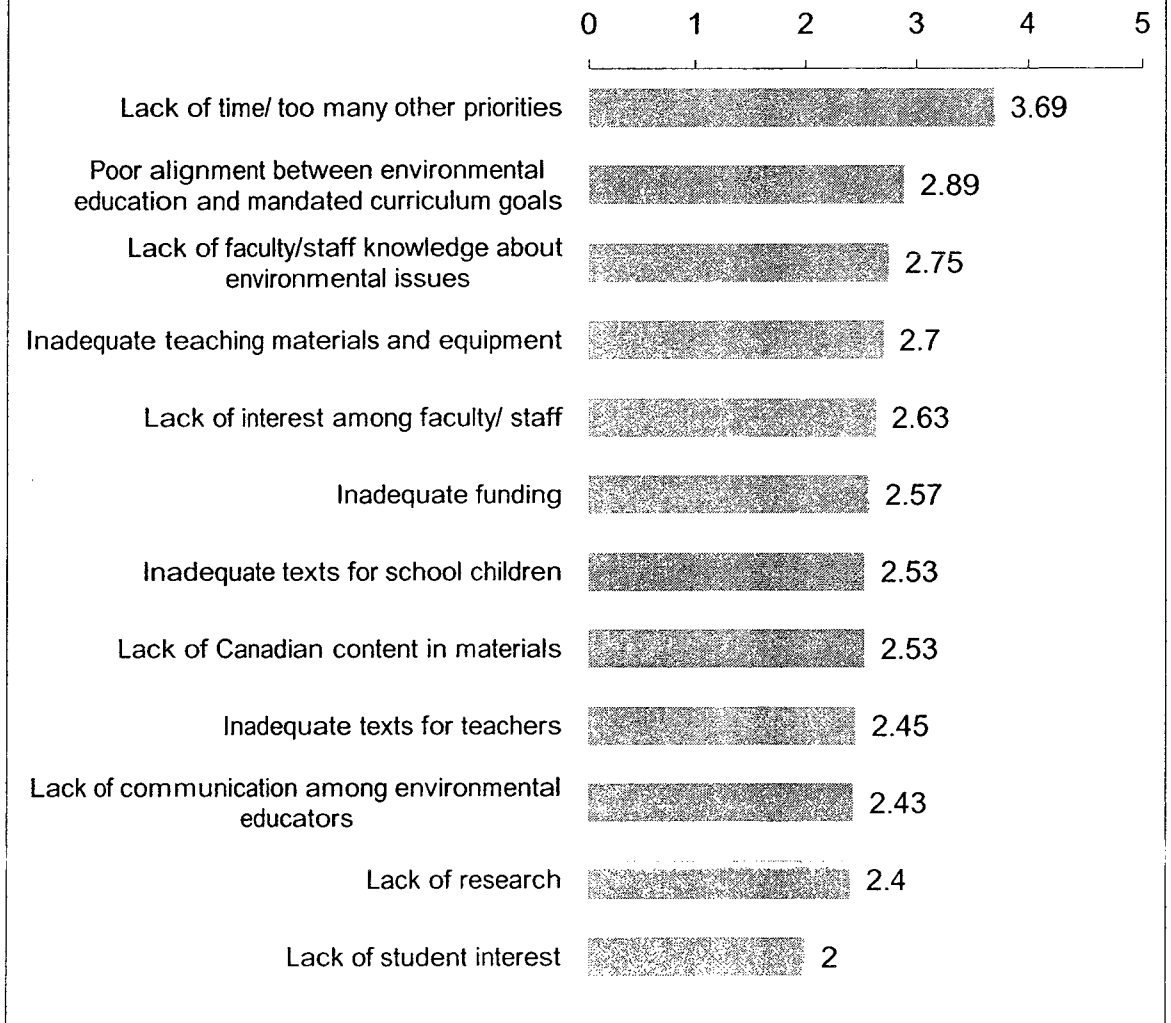 0 1 2 3 4 5
Lack of time/ too many other priorities 3.69
Poor alignment between environmental
education and mandated curriculum goals 2.89
Lack of faculty/staff knowledge about
environmental issues 2.75
Inadequate teaching materials and equipment 2.7
Lack of interest among faculty/ staff 2.63
Inadequate funding 2.57
Inadequate texts for school children 2.53
Lack of Canadian content in materials 2.53
Inadequate texts for teachers 2.45
Lack of communication among environmental
educators 2.43
Lack of research 2.4
Lack of student interest 2